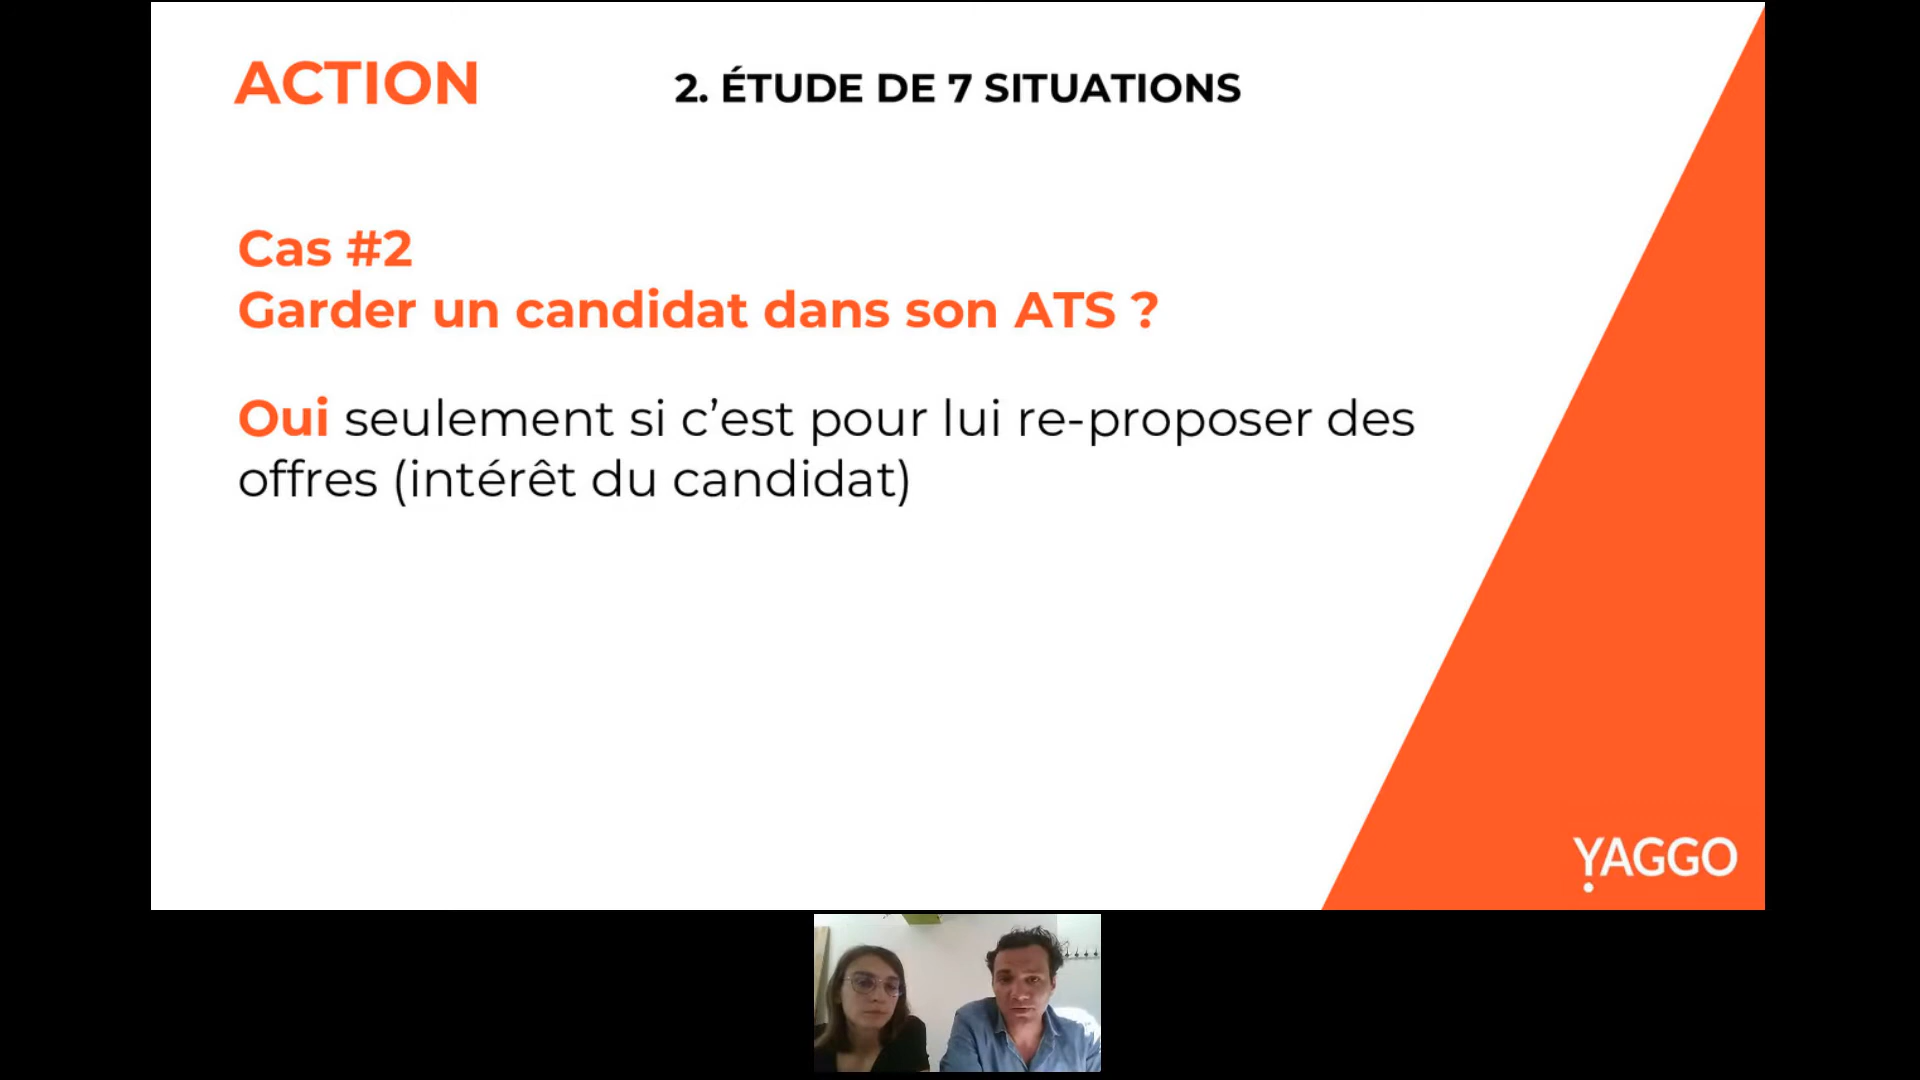 ACTION
2. ÉTUDE DE 7 SITUATIONS
Cas #2
Garder un candidat dans son ATS ?
Oui seulement si c’est pour lui re-proposer des
offres (intérêt du candidat)
YAGGO